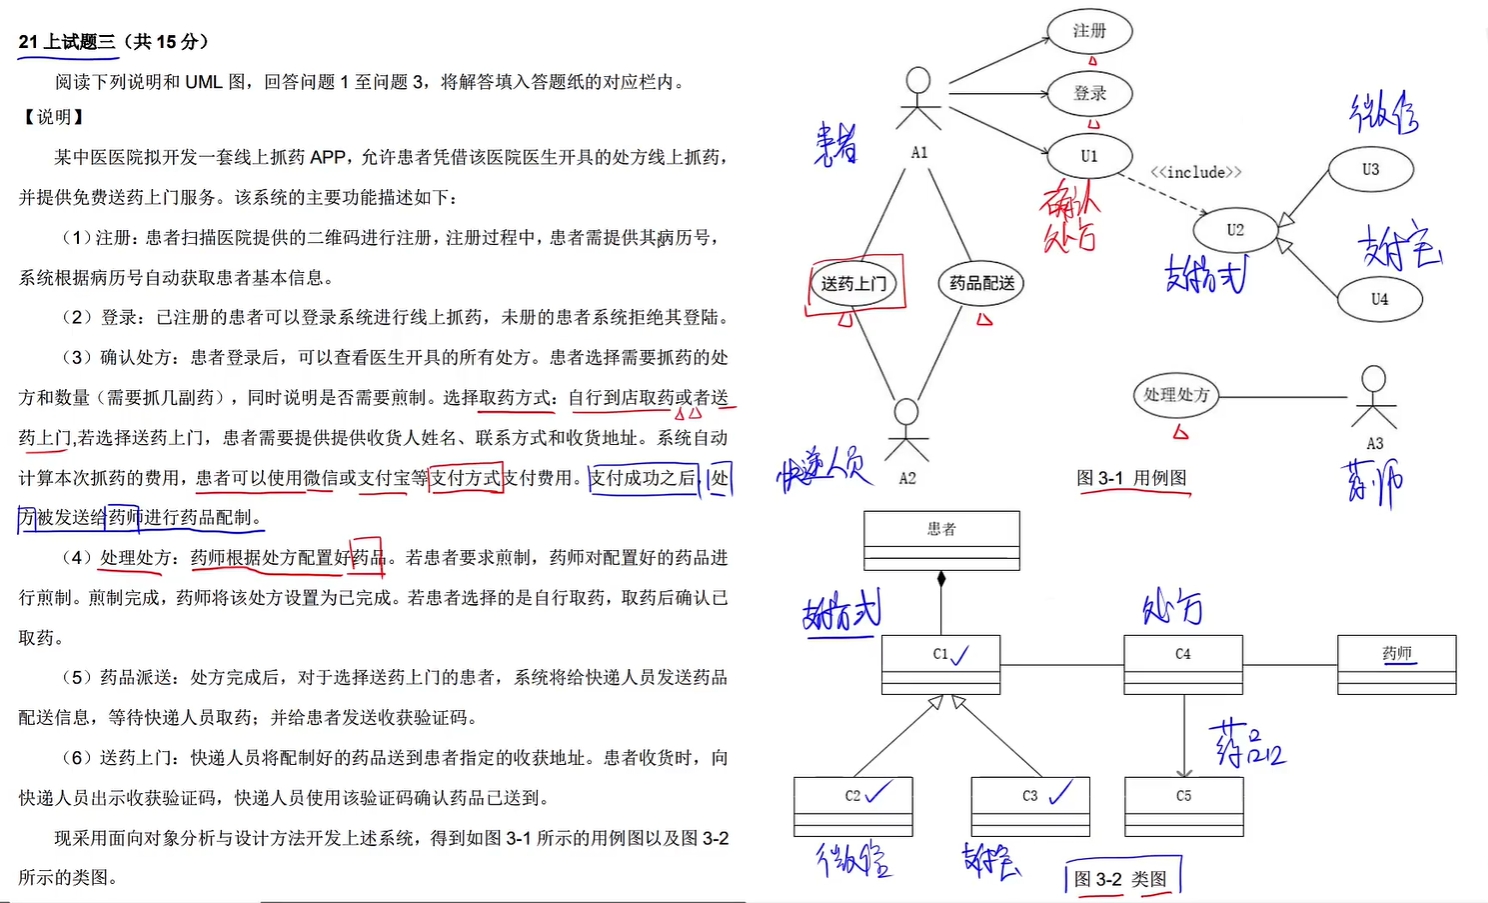 21 上试题三（共 15 分）
阅读下列说明和 UML 图，回答问题 1 至问题 3，将解答填入答题纸的对应栏内。
【说明】
某中医医院拟开发一套线上抓药 APP，允许患者凭借该医院医生开具的处方线上抓药，
并提供免费送药上门服务。该系统的主要功能描述如下：
（1）注册：患者扫描医院提供的二维码进行注册，注册过程中，患者需提供其病历号，
系统根据病历号自动获取患者基本信息。
（2）登录：已注册的患者可以登录系统进行线上抓药，未册的患者系统拒绝其登陆。
（3）确认处方：患者登录后，可以查看医生开具的所有处方。患者选择需要抓药的处
方和数量（需要抓几副药），同时说明是否需要煎制。选择取药方式：自行到店取药或者送
药上门,若选择送药上门，患者需要提供提供收货人姓名、联系方式和收货地址。系统自动
计算本次抓药的费用，患者可以使用微信或支付宝等支付方式支付费用。支付成功之后，处
方被发送给药师进行药品配制。
（4）处理处方：药师根据处方配置好药品。若患者要求煎制，药师对配置好的药品进
行煎制。煎制完成，药师将该处方设置为已完成。若患者选择的是自行取药，取药后确认已
取药。
（5）药品派送：处方完成后，对于选择送药上门的患者，系统将给快递人员发送药品
配送信息，等待快递人员取药；并给患者发送收获验证码。
（6）送药上门：快递人员将配制好的药品送到患者指定的收获地址。患者收货时，向
快递人员出示收获验证码，快递人员使用该验证码确认药品已送到。
现采用面向对象分析与设计方法开发上述系统，得到如图 3-1 所示的用例图以及图 3-2
所示的类图。
注册
登录
患者
A1
U1
<<include>>
微信
U3
确认
处方
U2
支付方式
支付宝
U4
送药上门
药品配送
处理处方
A3
快递人员
A2
图 3-1 用例图
药师
患者
支付方式
处方
C1
C4
药师
药品
C2
C3
C5
微信
支付宝
图 3-2 类图